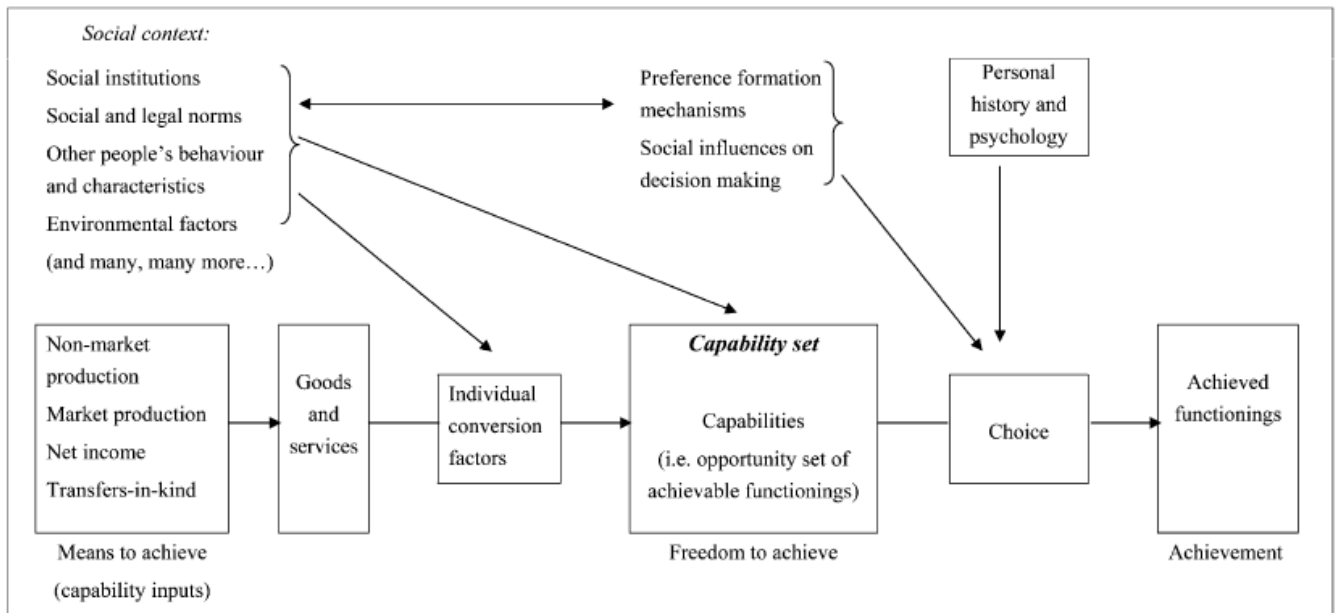 Social context:
Social institutions
Social and legal norms
Other people's behaviour
and characteristics
Environmental factors
(and many, many more…)
Preference formation
mechanisms
Social influences on
decision making
Personal
history and
psychology
Non-market
production
Market production
Net income
Transfers-in-kind
Means to achieve
(capability inputs)
Goods
and
services
Individual
conversion
factors
Capability set
Capabilities
(i.e. opportunity set of
achievable functionings)
Freedom to achieve
Choice
Achieved
functionings
Achievement